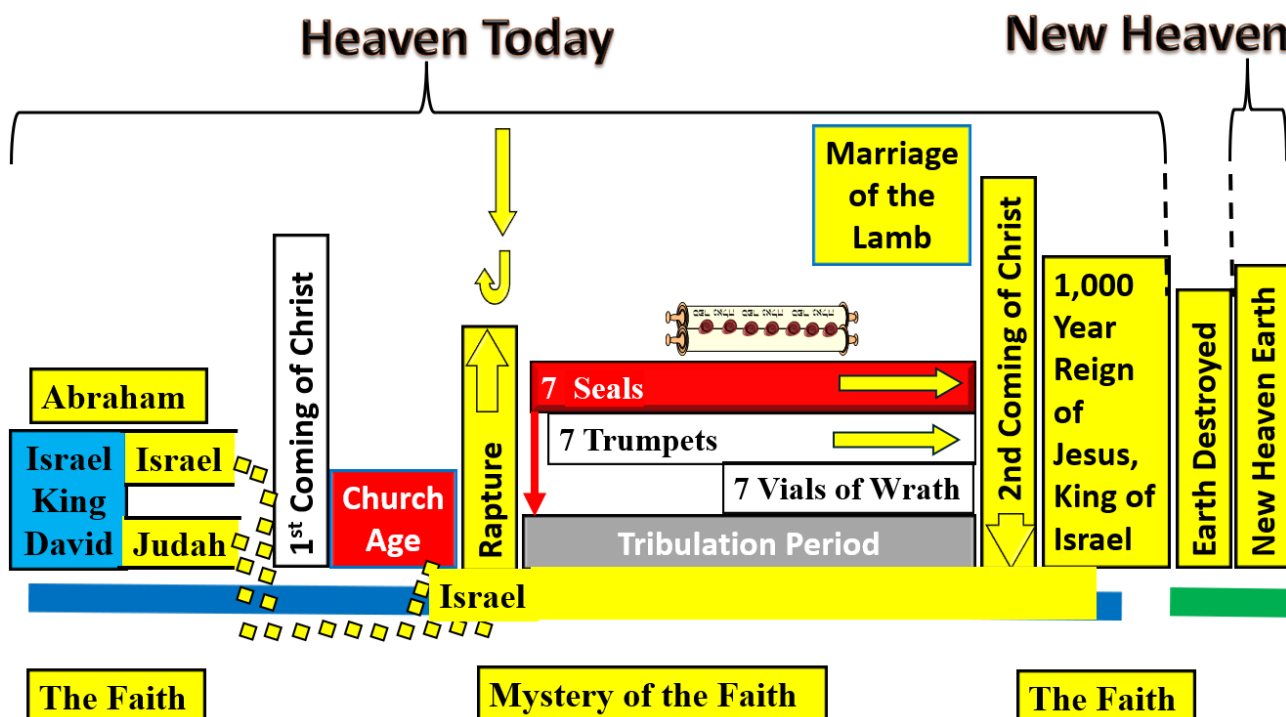 Heaven Today
New Heaven
Marriage
of the
Lamb
1st Coming of Christ
Rapture
2nd Coming of Christ
1,000
Year
Reign
of
Jesus,
King of
Israel
Earth Destroyed
New Heaven Earth
Abraham
Israel
King
David
Israel
Judah
Church
Age
7 Seals
7 Trumpets
7 Vials of Wrath
Tribulation Period
Israel
The Faith
Mystery of the Faith
The Faith